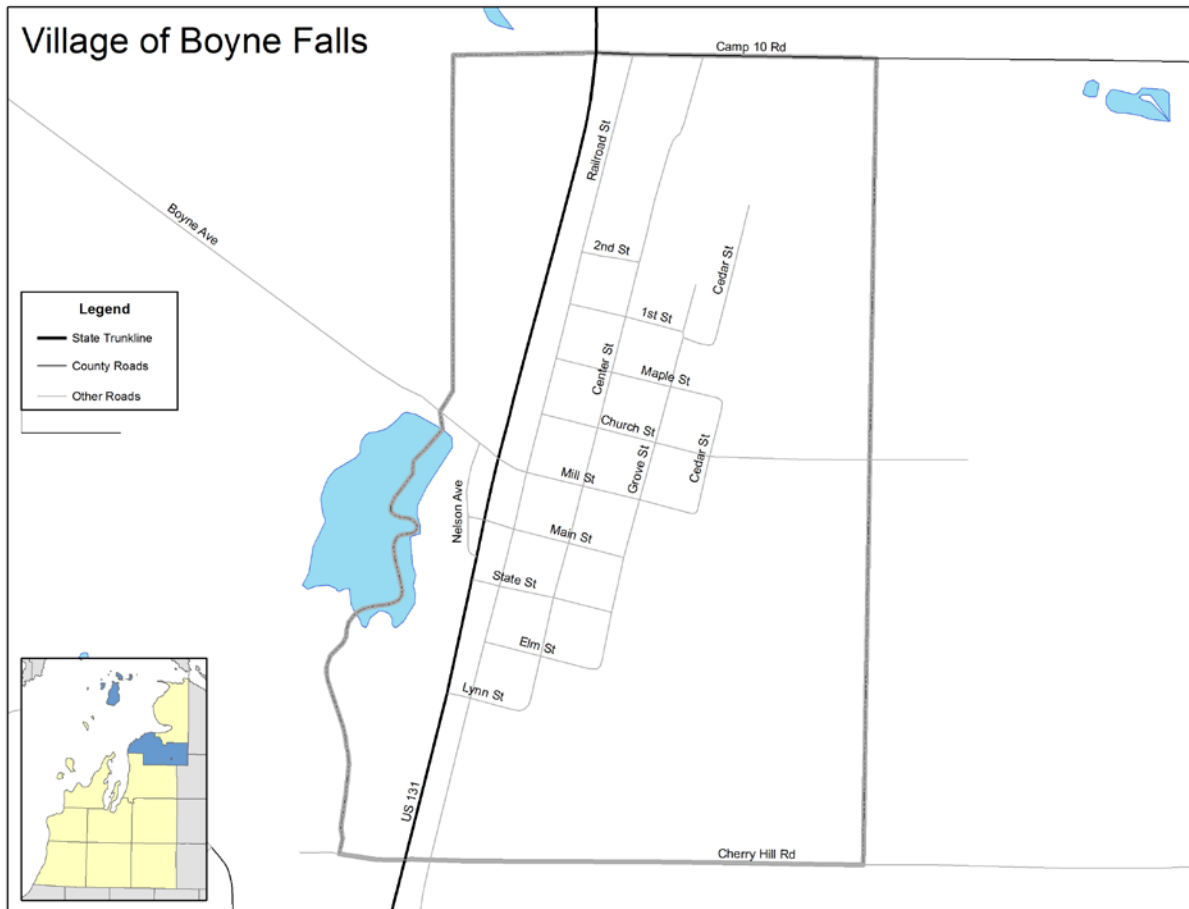 Village of Boyne Falls
Camp 10 Rd
Railroad St
Boyne Ave
2nd St
Cedar St
Legend
State Trunkline
County Roads
Other Roads
1st St
Center St
Maple St
Church St
Grove St
Cedar St
Mill St
Nelson Ave
Main St
State St
Elm St
Lynn St
US 131
Cherry Hill Rd